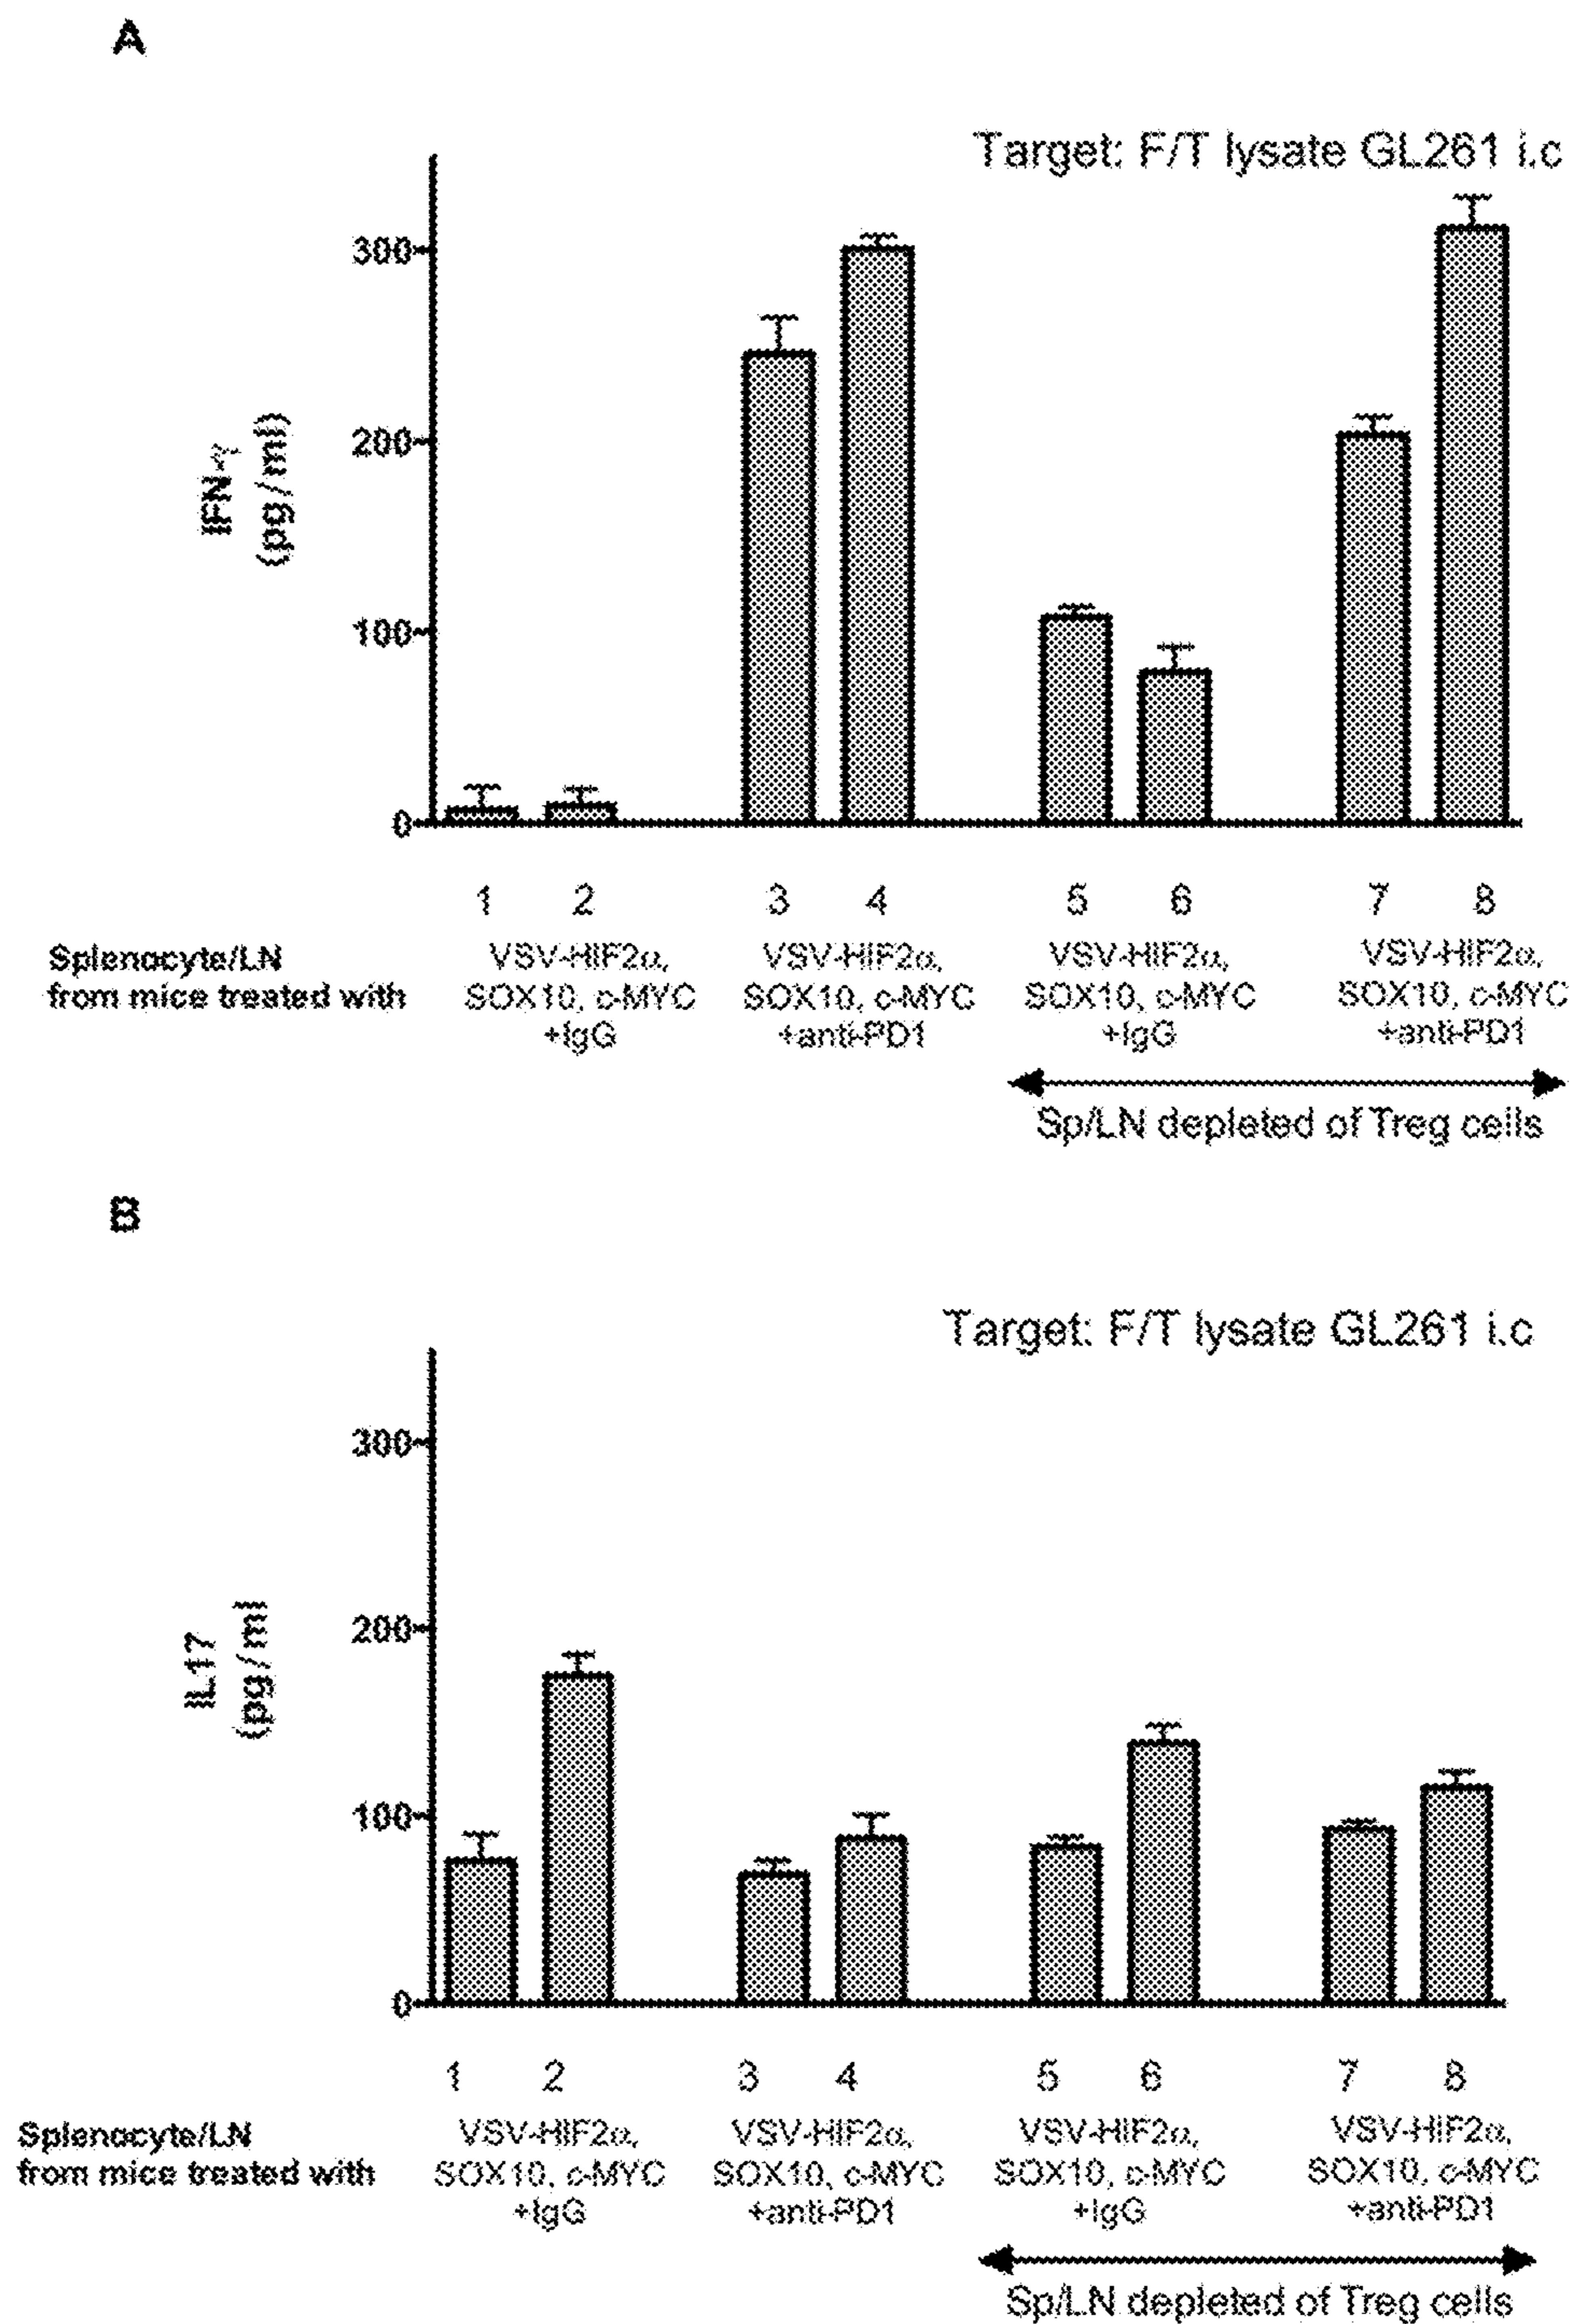 A
Target: F/T lysate GL261 i.c
300
200
100
0
IFN-γ
(pg/ml)
1 2 3 4 5 6 7 8
Splenocyte/LN
from mice treated with
VSV-HIF2α,
SOX10, c-MYC
+IgG
VSV-HIF2α,
SOX10, c-MYC
+anti-PD1
VSV-HIF2α,
SOX10, c-MYC
+IgG
VSV-HIF2α,
SOX10, c-MYC
+anti-PD1
Sp/LN depleted of Treg cells
B
Target: F/T lysate GL261 i.c
300
200
100
0
IL17
(pg/ml
1 2 3 4 5 6 7 8
Splenocyte/LN
from mice treated with
VSV-HIF2α,
SOX10, c-MYC
+IgG
VSV-HIF2α,
SOX10, c-MYC
+anti-PD1
VSV-HIF2α,
SOX10, c-MYC
+IgG
VSV-HIF2α,
SOX10, c-MYC
+anti-PD1
Sp/LN depleted of Treg cells